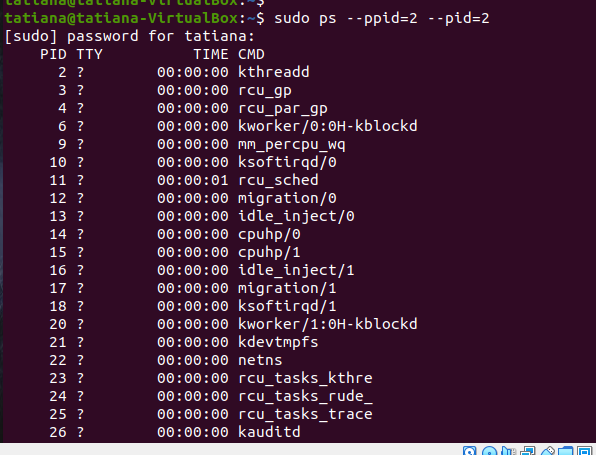 tatiana@tatiana-VirtualBox:~$
tatiana@tatiana-VirtualBox:~$ sudo ps --ppid=2 --pid=2
[sudo] password for tatiana:
    PID TTY          TIME CMD
      2 ?        00:00:00 kthreadd
      3 ?        00:00:00 rcu_gp
      4 ?        00:00:00 rcu_par_gp
      6 ?        00:00:00 kworker/0:0H-kblockd
      9 ?        00:00:00 mm_percpu_wq
     10 ?        00:00:00 ksoftirqd/0
     11 ?        00:00:01 rcu_sched
     12 ?        00:00:00 migration/0
     13 ?        00:00:00 idle_inject/0
     14 ?        00:00:00 cpuhp/0
     15 ?        00:00:00 cpuhp/1
     16 ?        00:00:00 idle_inject/1
     17 ?        00:00:00 migration/1
     18 ?        00:00:00 ksoftirqd/1
     20 ?        00:00:00 kworker/1:0H-kblockd
     21 ?        00:00:00 kdevtmpfs
     22 ?        00:00:00 netns
     23 ?        00:00:00 rcu_tasks_kthre
     24 ?        00:00:00 rcu_tasks_rude_
     25 ?        00:00:00 rcu_tasks_trace
     26 ?        00:00:00 kauditd